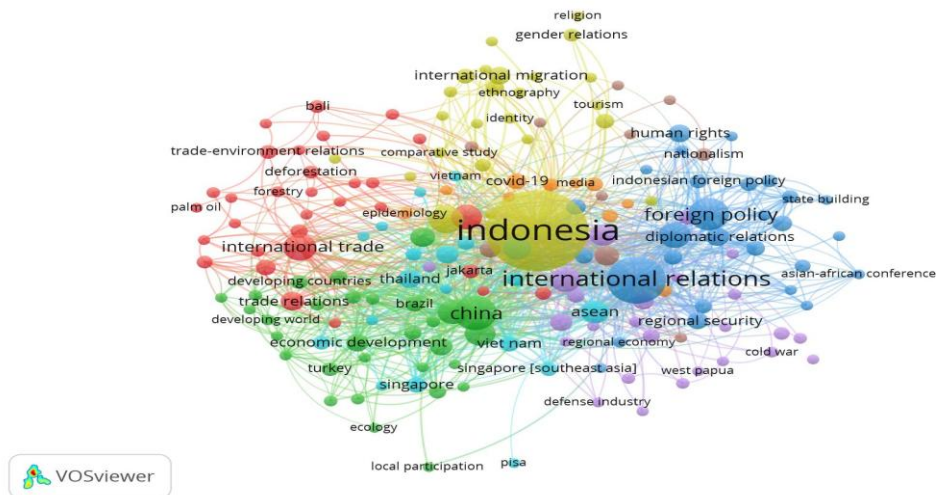 religion
gender relations
international migration
ethnography
tourism
bali
identity
human rights
trade-environment relations
comparative study
nationalism
deforestation
vietnam
covid-19
media
indonesian foreign policy
forestry
state building
palm oil
epidemiology
foreign policy
indonesia
diplomatic relations
international trade
jakarta
asian-african conference
developing countries
thailand
international relations
trade relations
brazil
china
asean
developing world
regional security
economic development
viet nam
regional economy
cold war
turkey
singapore [southeast asia]
west papua
singapore
defense industry
ecology
local participation
pisa
VOSviewer